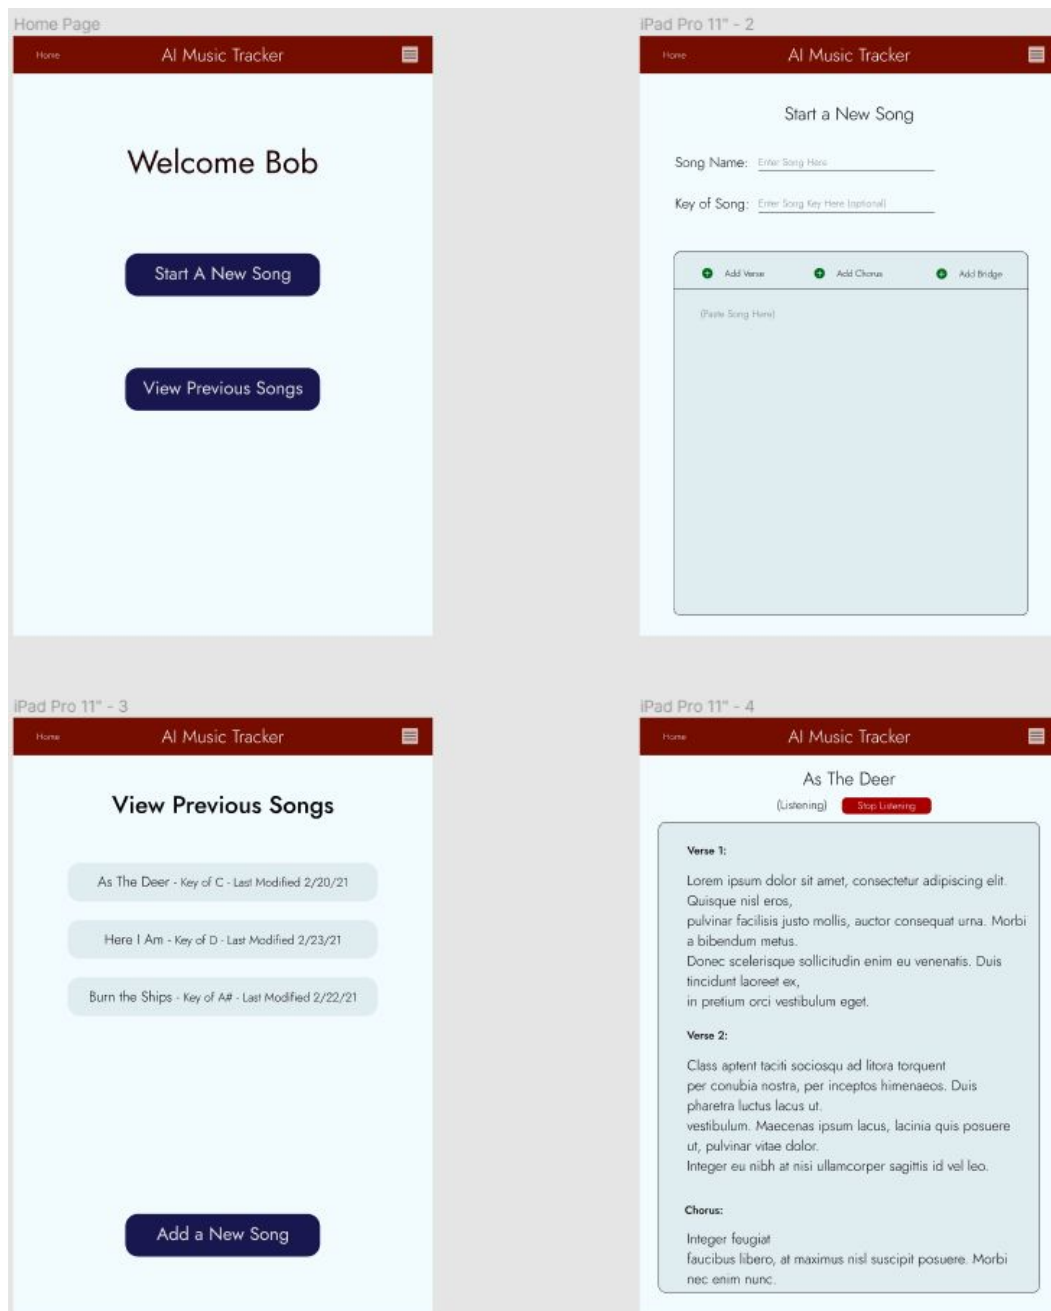 Home Page
Home AI Music Tracker
Welcome Bob
Start A New Song
View Previous Songs
iPad Pro 11" - 2
Home AI Music Tracker
Start a New Song
Song Name: Enter Song Here
Key of Song: Enter Song Key Here (optional)
Add Verse Add Chorus Add Bridge
(Paste Song Here)
iPad Pro 11" - 3
Home AI Music Tracker
View Previous Songs
As The Deer - Key of C - Last Modified 2/20/21
Here I Am - Key of D - Last Modified 2/23/21
Burn the Ships - Key of A# - Last Modified 2/22/21
Add a New Song
iPad Pro 11" - 4
Home AI Music Tracker
As The Deer
(Listening) Stop Listening
Verse 1:
Lorem ipsum dolor sit amet, consectetur adipiscing elit.
Quisque nisl eros,
pulvinar facilisis justo mollis, auctor consequat urna. Morbi
a bibendum metus.
Donec scelerisque sollicitudin enim eu venenatis. Duis
tincidunt laoreet ex,
in pretium orci vestibulum eget.
Verse 2:
Class aptent taciti sociosqu ad litora torquent
per conubia nostra, per inceptos himenaeos. Duis
pharetra luctus lacus ut.
vestibulum. Maecenas ipsum lacus, lacinia quis posuere
ut, pulvinar vitae dolor.
Integer eu nibh at nisi ullamcorper sagittis id vel leo.
Chorus:
Integer feugiat
faucibus libero, at maximus nisl suscipit posuere. Morbi
nec enim nunc.